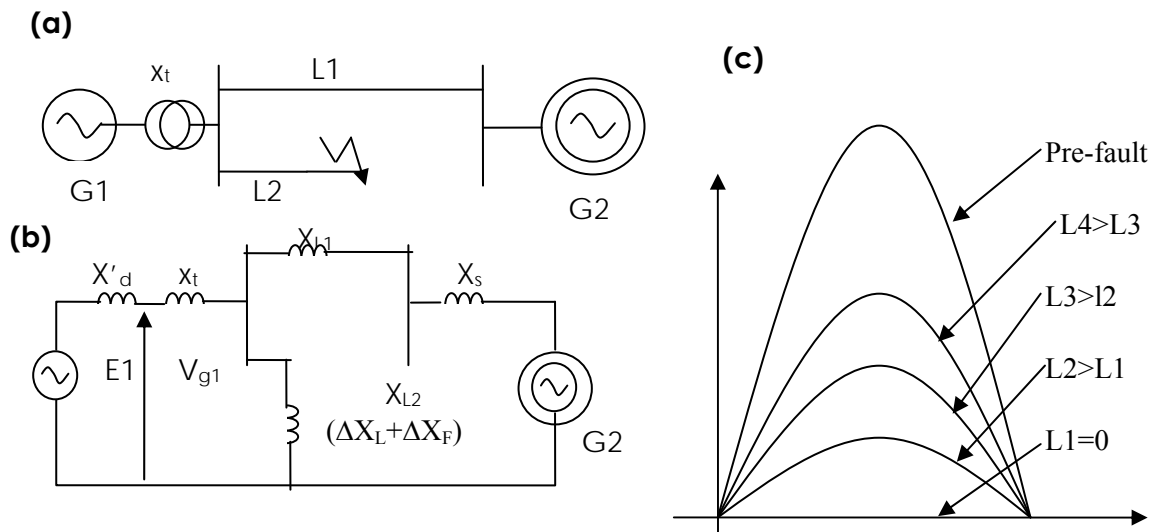 (a)
xt
L1
L2
G1
G2
(b)
X'd
xt
XL1
Xs
E1
Vg1
XL2
(ΔXL+ΔXF)
G2
(c)
Pre-fault
L4>L3
L3>l2
L2>L1
L1=0